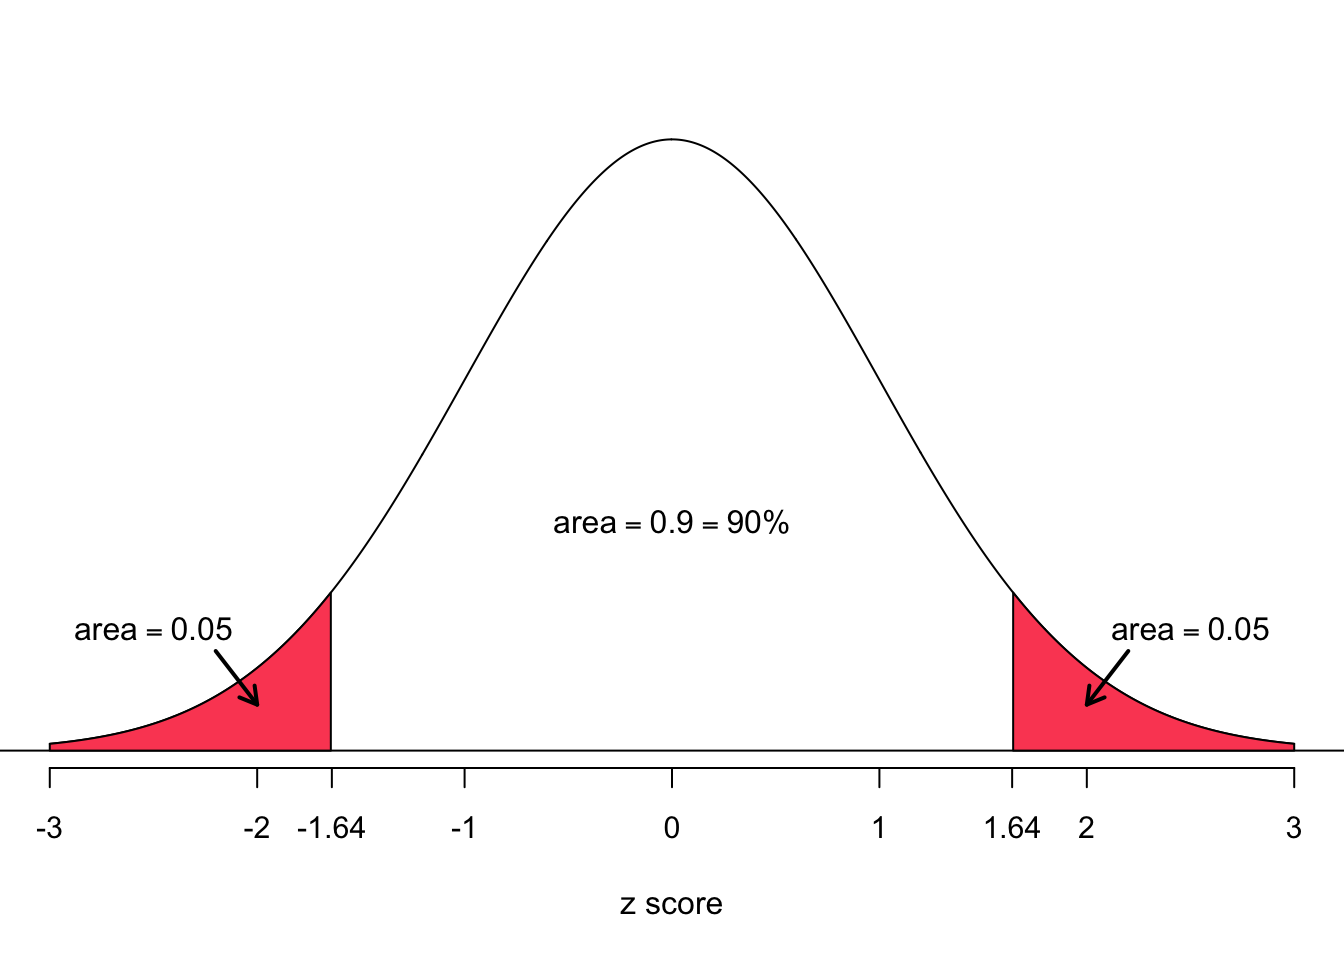 area = 0.9 = 90%
area = 0.05
area = 0.05
-3 -2 -1.64 -1 0 1 1.64 2 3
z score